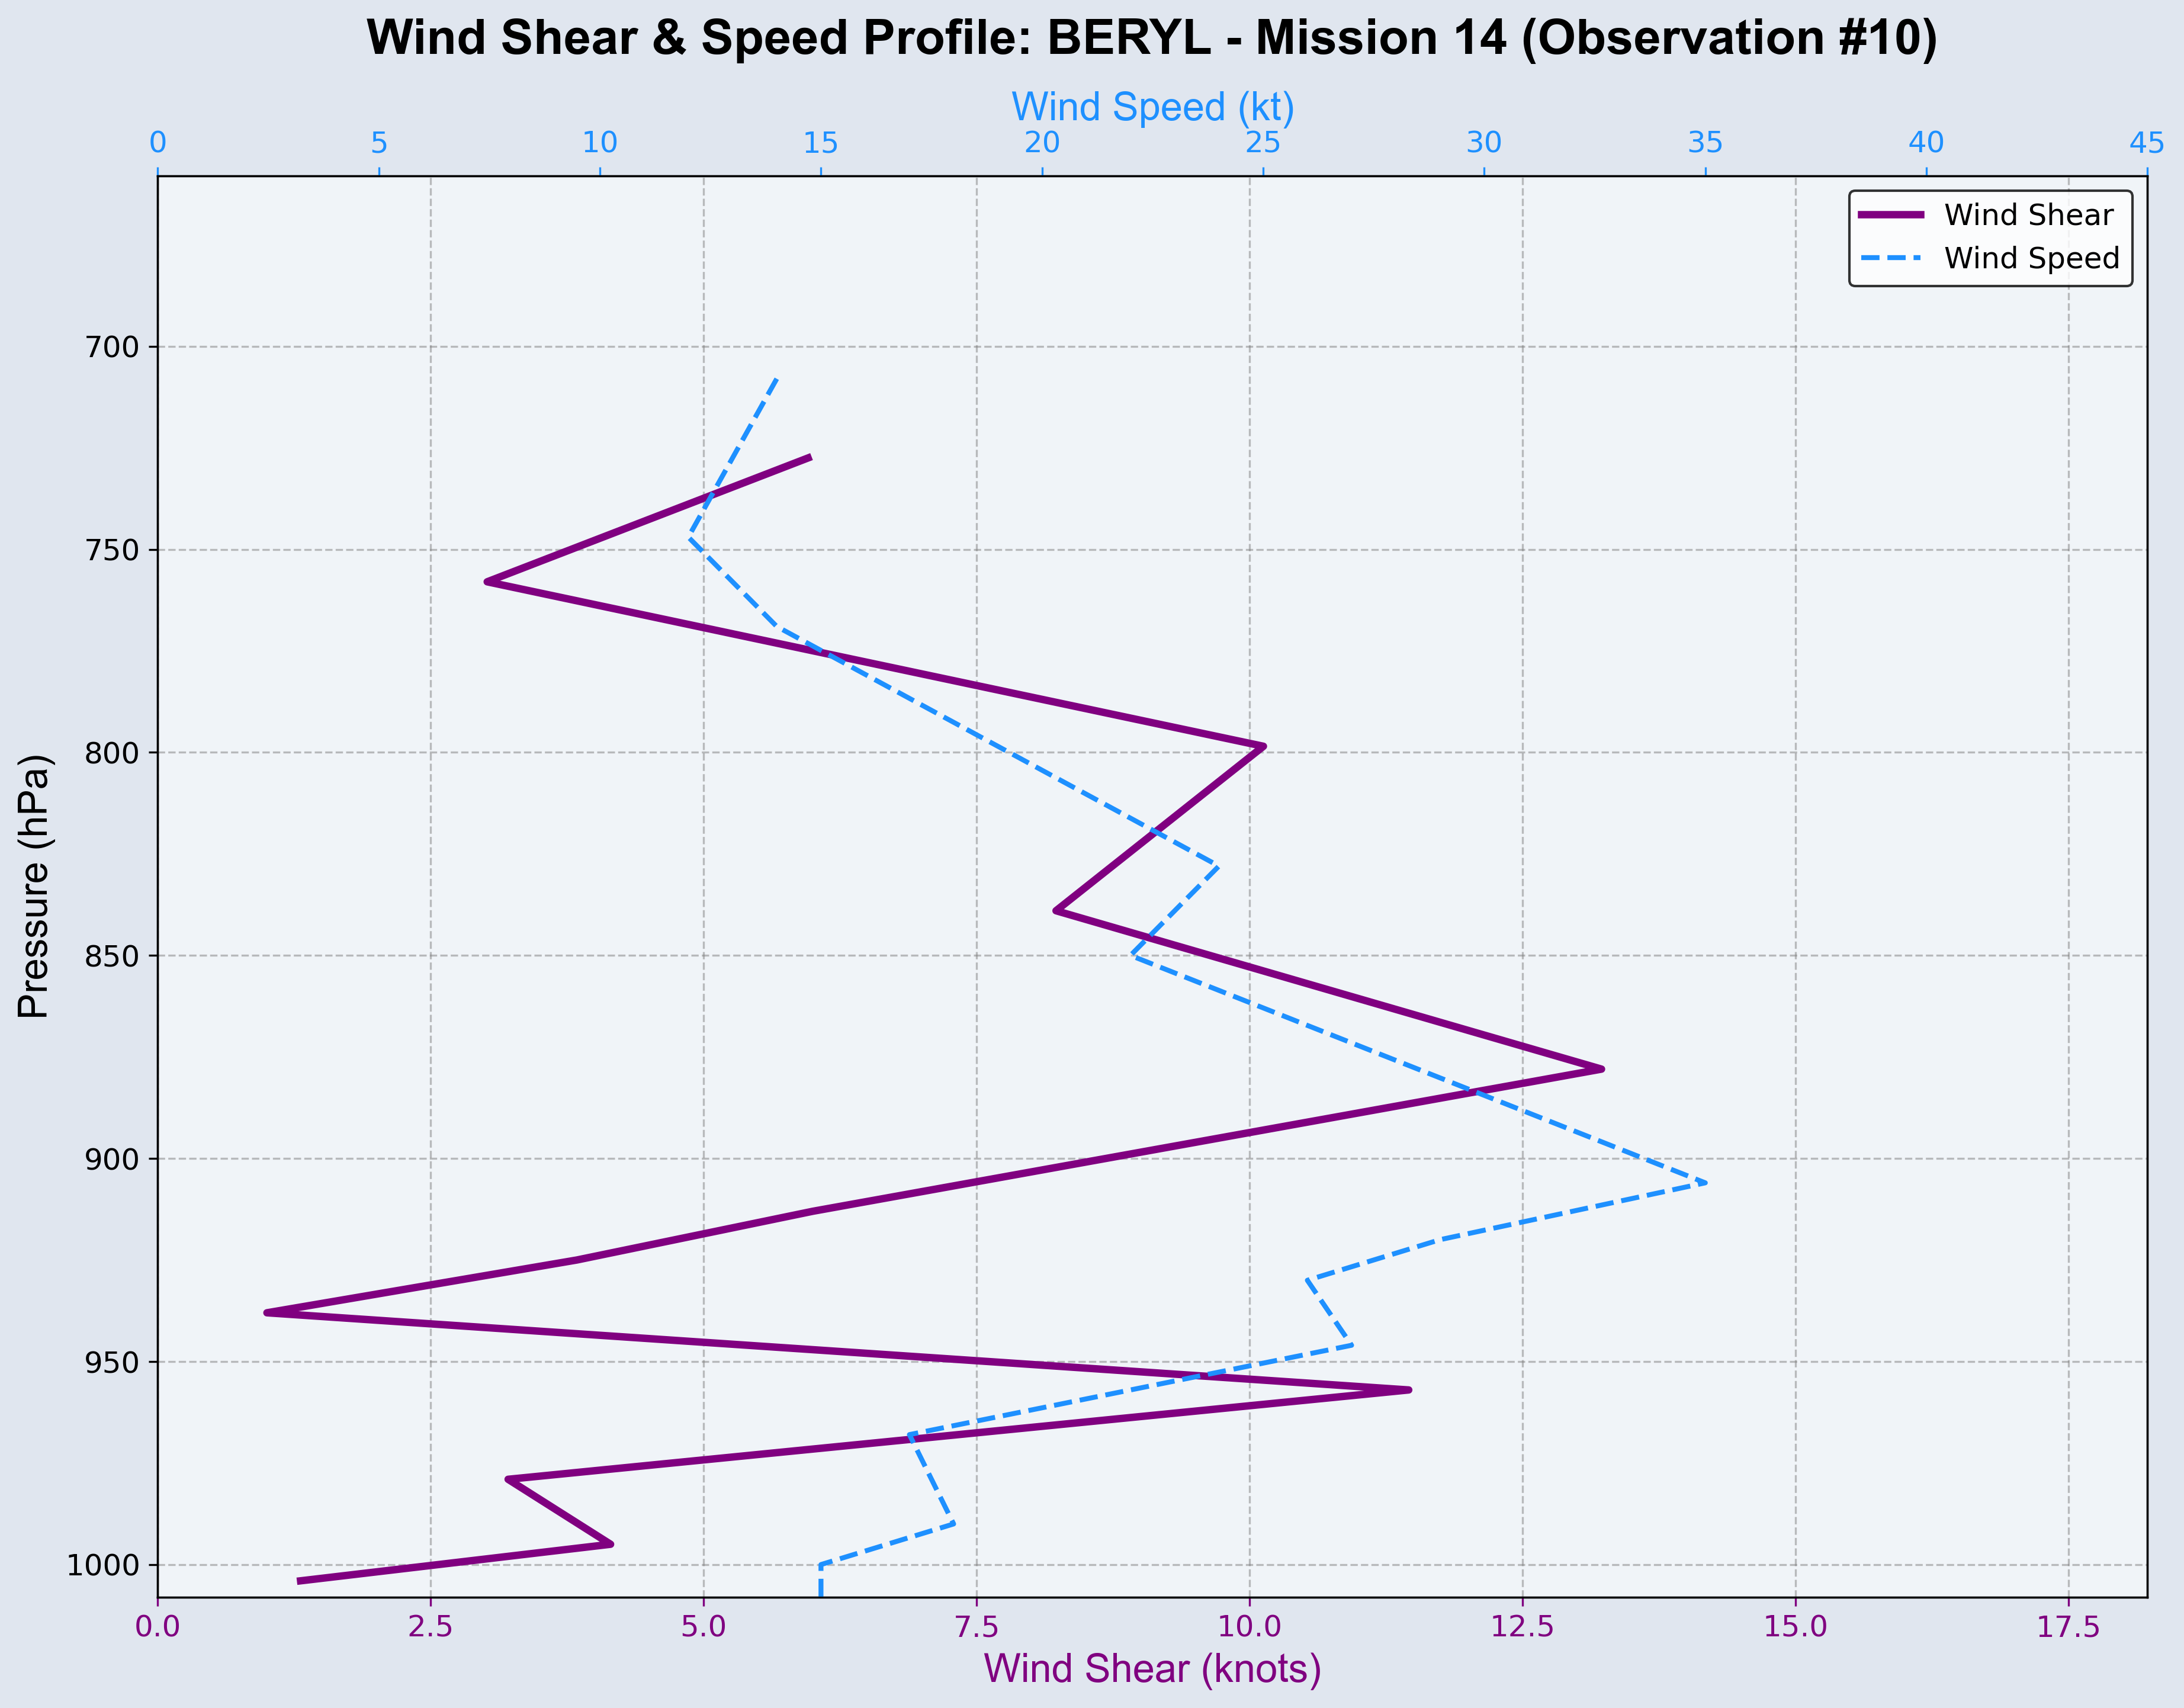 Wind Shear & Speed Profile: BERYL - Mission 14 (Observation #10)
Wind Speed (kt)
0 5 10 15 20 25 30 35 40 45
Wind Shear
Wind Speed
700
750
800
850
900
950
1000
Pressure (hPa)
0.0 2.5 5.0 7.5 10.0 12.5 15.0 17.5
Wind Shear (knots)